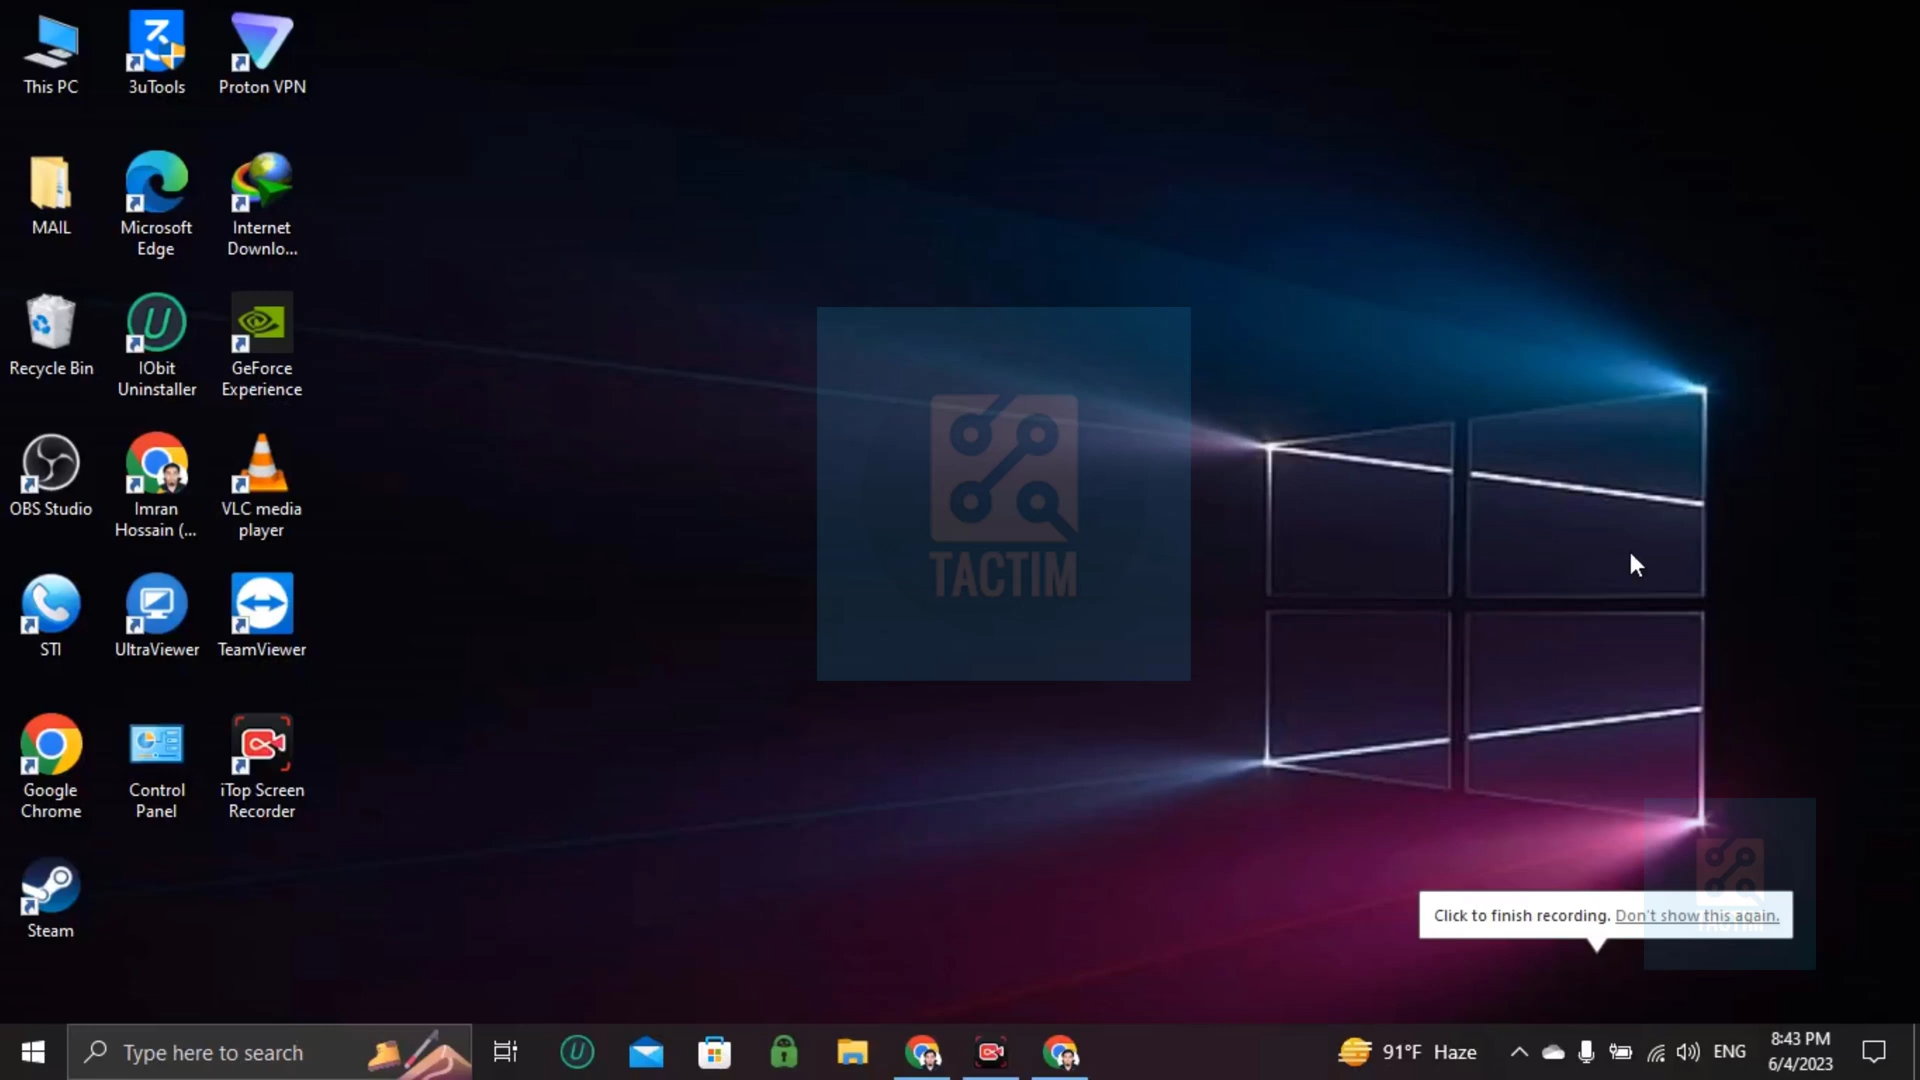 This PC
3uTools
Proton VPN
MAIL
Microsoft
Edge
Internet
Downlo...
Recycle Bin
IObit
Uninstaller
GeForce
Experience
OBS Studio
Imran
Hossain (...
VLC media
player
STI
UltraViewer
TeamViewer
Google
Chrome
Control
Panel
iTop Screen
Recorder
Steam
TACTIM
Click to finish recording. Don't show this again.
TACTIM
Type here to search
91°F Haze
ENG
8:43 PM
6/4/2023